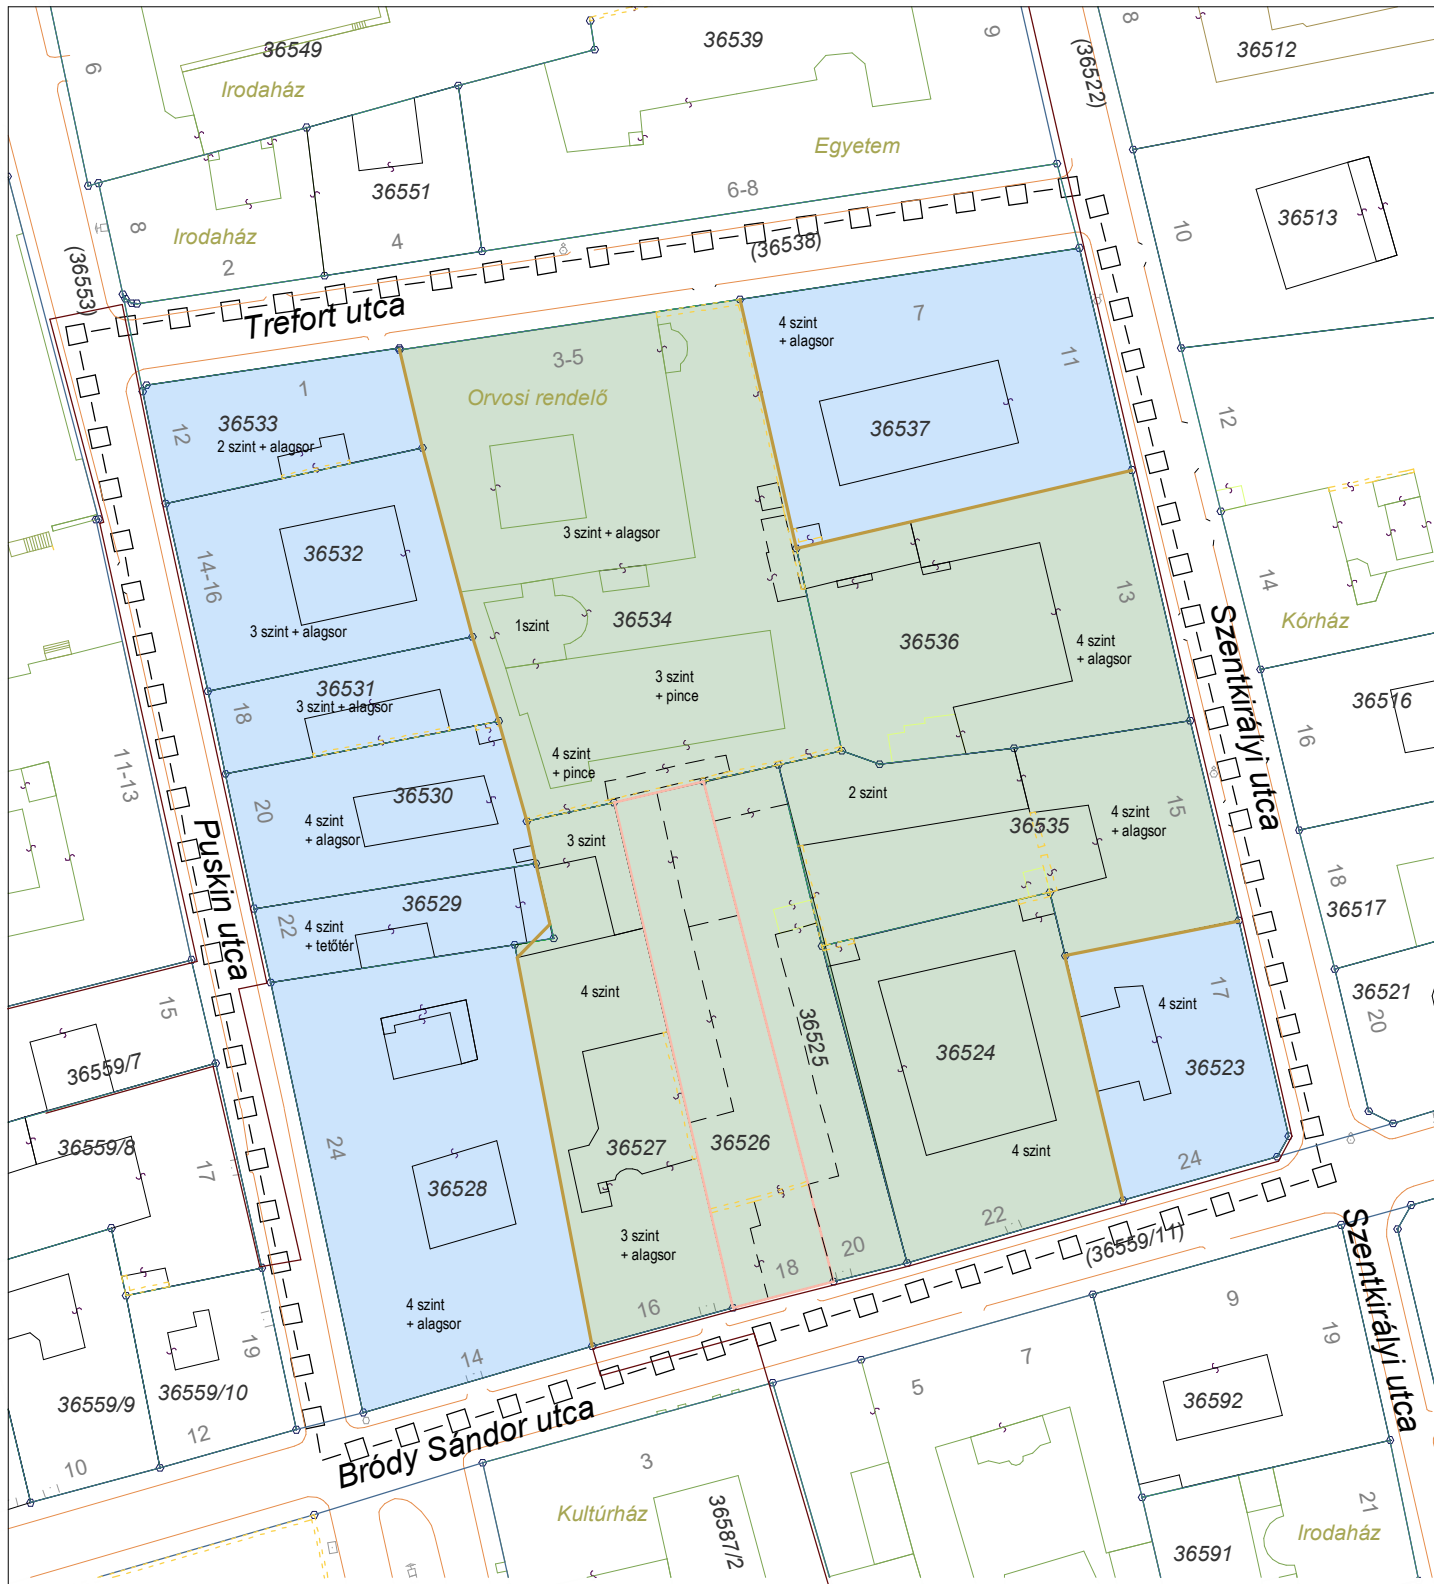 36549
36539
9
8
36512
(36522)
6
Irodaház
Egyetem
36551
6-8
8
Irodaház
4
2
(36538)
10
36513
(36553)
Trefort utca
7
4 szint
+ alagsor
11
3-5
1
Orvosi rendelő
36533
12
2 szint + alagsor
36537
12
36532
14-16
3 szint + alagsor
3 szint + alagsor
14
Kórház
36534
1szint
36536
13
4 szint
+ alagsor
Szentkirályi utca
36531
3 szint + alagsor
3 szint
+ pince
18
36516
16
11-13
4 szint
+ pince
36530
20
4 szint
+ alagsor
2 szint
36535
4 szint
+ alagsor
15
3 szint
Puskin utca
36529
22
4 szint
+ tetőtér
18
36517
15
4 szint
17
4 szint
36521
20
36525
36559/7
36524
36523
36559/8
17
24
36527
36526
4 szint
36528
24
22
3 szint
+ alagsor
20
18
(36559/11)
Szentkirályi utca
4 szint
+ alagsor
16
14
9
19
19
7
5
36559/9
36559/10
12
10
Bródy Sándor utca
36592
3
Kultúrház
36587/2
21
Irodaház
36591